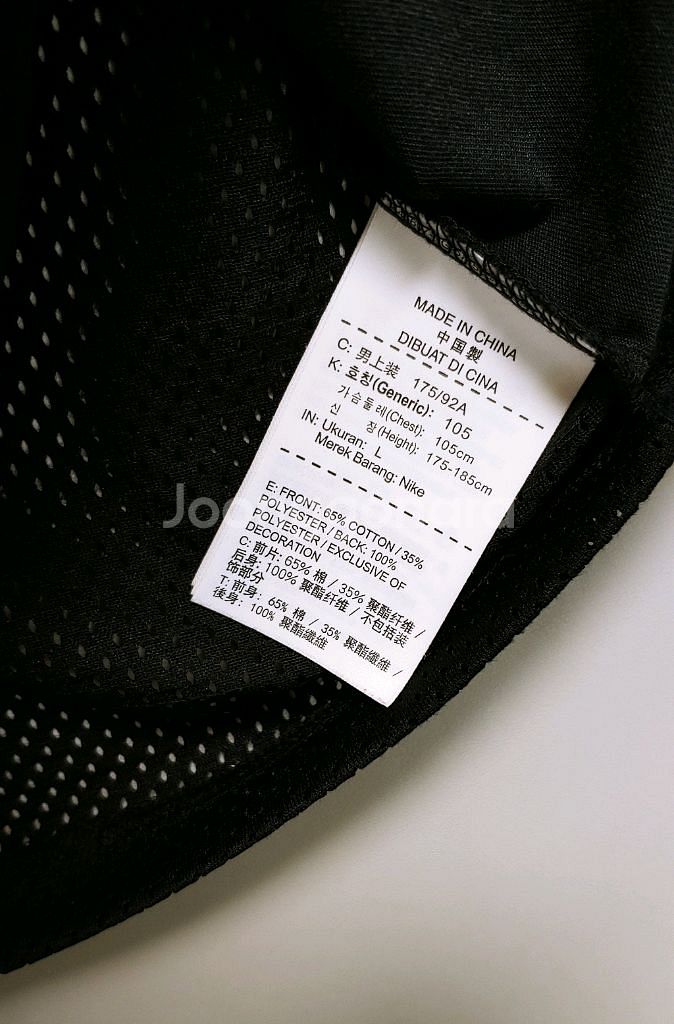 MADE IN CHINA
中国製
DIBUAT DI CINA
C: 男上装 175/92A
K: 호칭(Generic): 105
가슴둘레(Chest): 105cm
신 장(Height): 175-185cm
IN: Ukuran: L
Merek Barang: Nike
E: FRONT: 65% COTTON / 35%
POLYESTER / BACK: 100%
POLYESTER / EXCLUSIVE OF
DECORATION
C: 前片: 65% 棉 / 35% 聚酯纤维 /
后身: 100% 聚酯纤维 / 不包括装
饰部分
T: 前身: 65% 棉 / 35% 聚酯纖維 /
後身: 100% 聚酯纖維